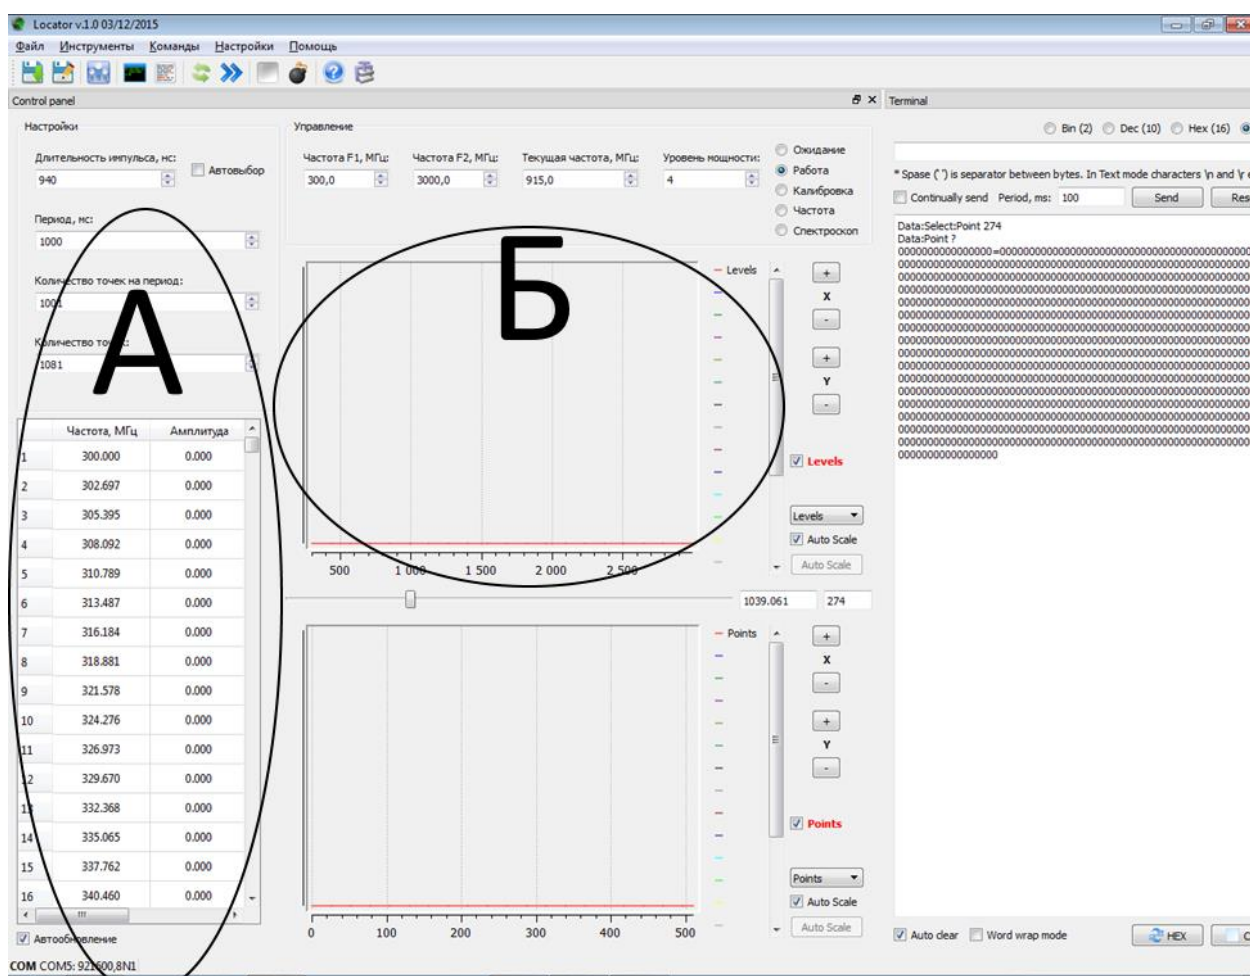 Locator v.1.0 03/12/2015
Файл Инструменты Команды Настройки Помощь
Control panel
Настройки
Длительность импульса, нс:
940
Автовыбор
Период, нс:
1000
Количество точек на период:
1001
Количество точек:
1081
А
Частота, МГц Амплитуда
1 300.000 0.000
2 302.697 0.000
3 305.395 0.000
4 308.092 0.000
5 310.789 0.000
6 313.487 0.000
7 316.184 0.000
8 318.881 0.000
9 321.578 0.000
10 324.276 0.000
11 326.973 0.000
12 329.670 0.000
13 332.368 0.000
14 335.065 0.000
15 337.762 0.000
16 340.460 0.000
Автообновление
COM COM5: 921600,8N1
Управление
Частота F1, МГц: Частота F2, МГц: Текущая частота, МГц: Уровень мощности:
300,0 3000,0 915,0 4
Ожидание
Работа
Калибровка
Частота
Спектроскоп
Б
Levels
+
X
-
+
Y
-
Levels
Levels
Auto Scale
Auto Scale
500 1 000 1 500 2 000 2 500
1039.061 274
Points
+
X
-
+
Y
-
Points
Points
Auto Scale
Auto Scale
0 100 200 300 400 500
Terminal
Bin (2) Dec (10) Hex (16)
* Spase (' ') is separator between bytes. In Text mode characters \n and \r
Continually send Period, ms: 100 Send
Data:Select:Point 274
Data:Point ?
Auto clear Word wrap mode HEX